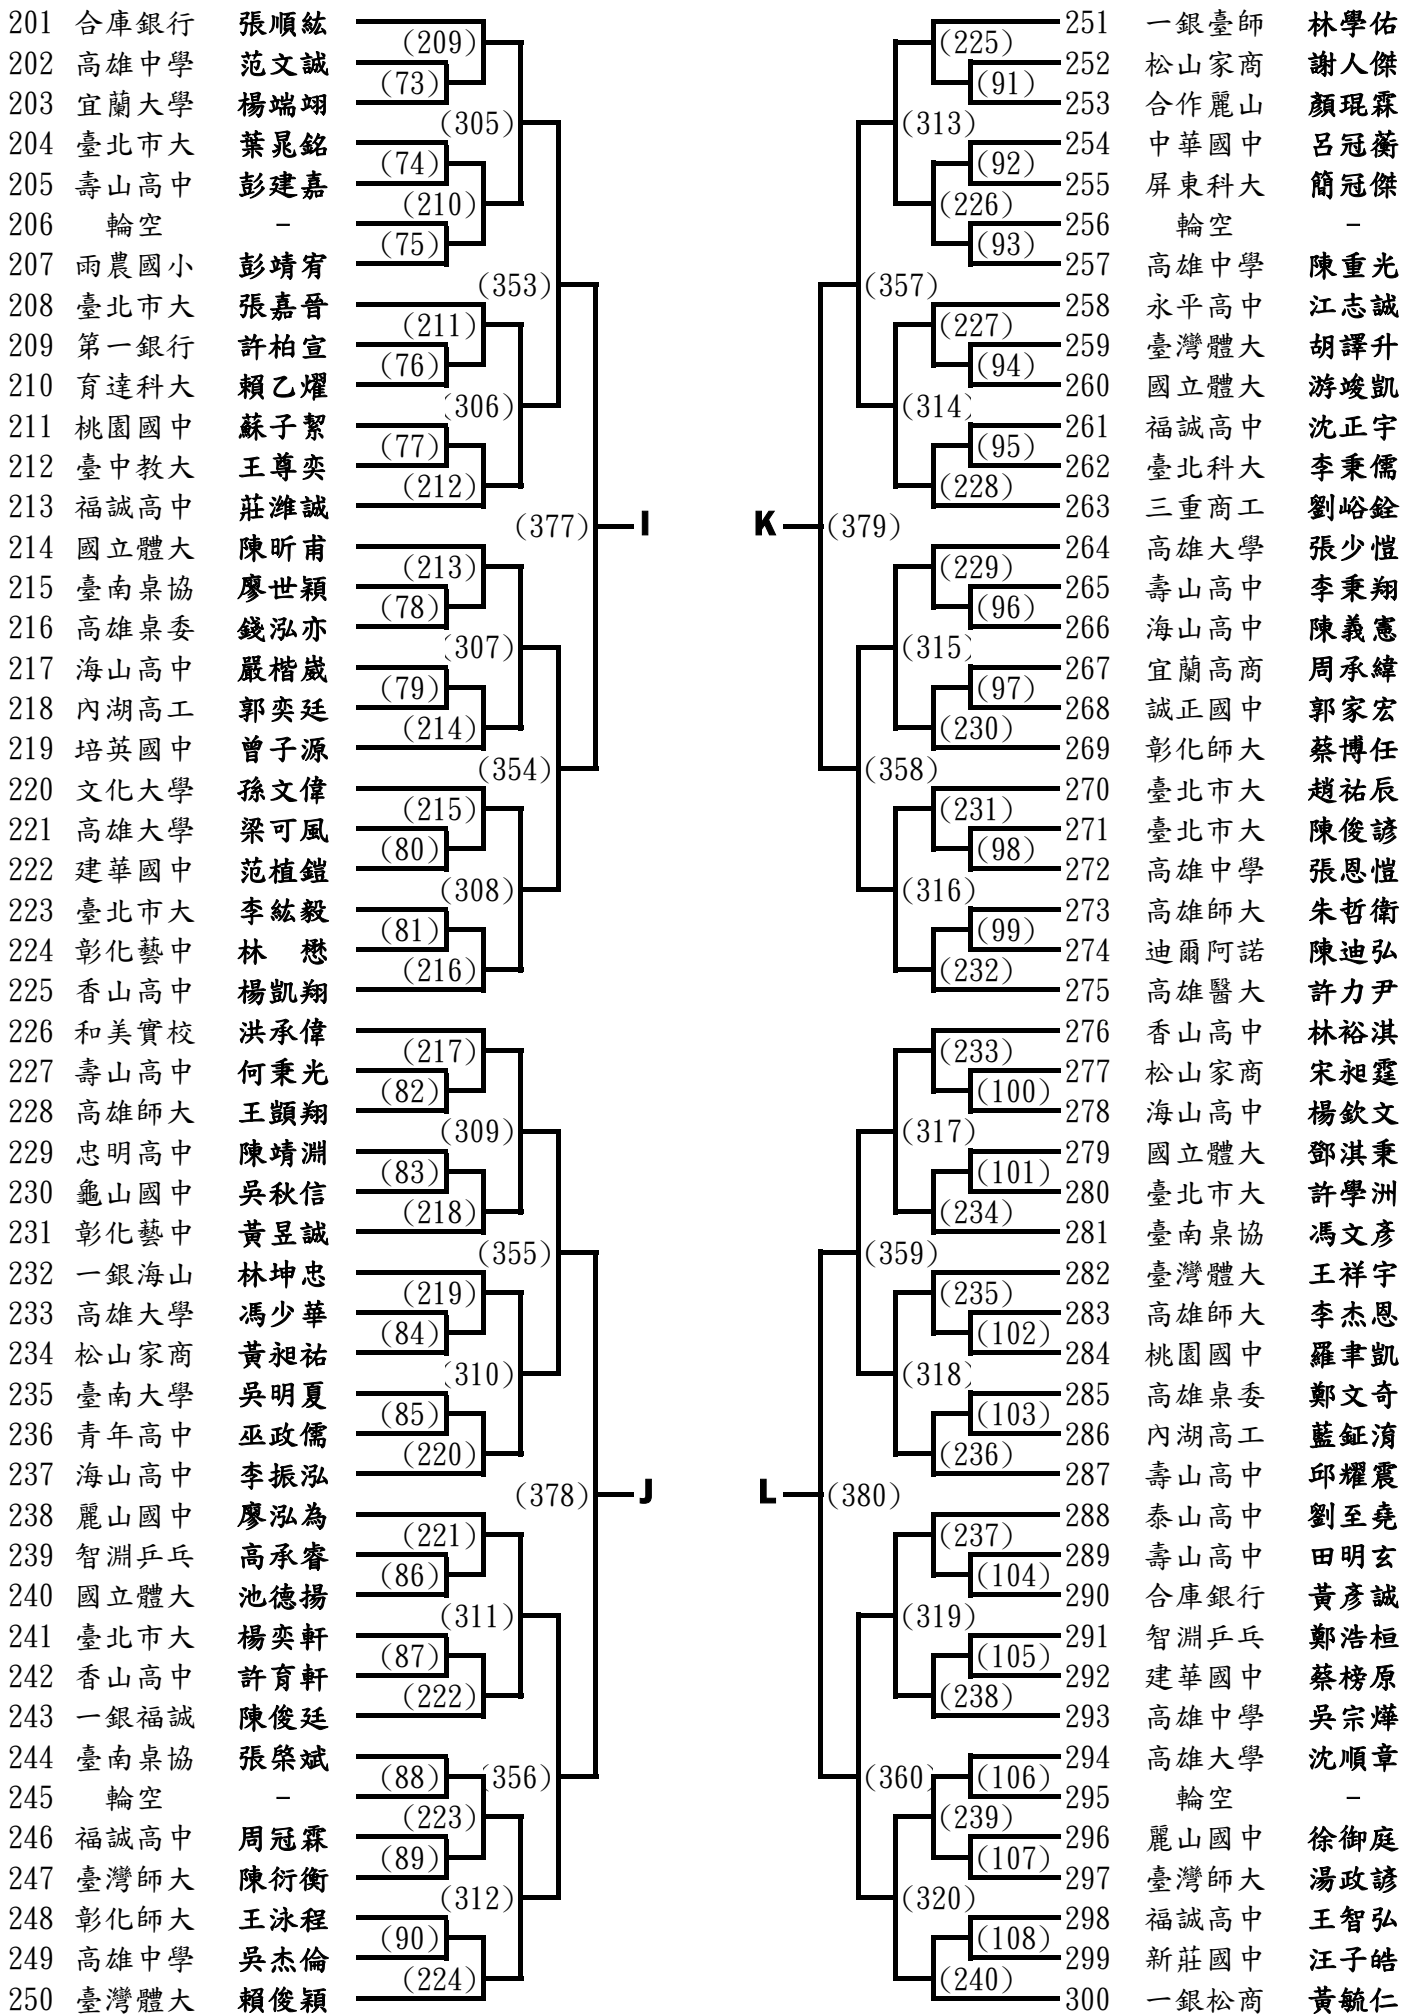 201 合庫銀行 張順紘
(209)
202 高雄中學 范文誠
(73)
203 宜蘭大學 楊端翊
(305)
204 臺北市大 葉晁銘
(74)
205 壽山高中 彭建嘉
(210)
206 輪空 -
(75)
207 雨農國小 彭靖宥
(353)
208 臺北市大 張嘉晉
(211)
209 第一銀行 許柏宣
(76)
210 育達科大 賴乙燿
(306)
211 桃園國中 蘇子絜
(77)
212 臺中教大 王尊奕
(212)
213 福誠高中 莊濰誠
(377) I
214 國立體大 陳昕甫
(213)
215 臺南桌協 廖世穎
(78)
216 高雄桌委 錢泓亦
(307)
217 海山高中 嚴楷崴
(79)
218 內湖高工 郭奕廷
(214)
219 培英國中 曾子源
(354)
220 文化大學 孫文偉
(215)
221 高雄大學 梁可風
(80)
222 建華國中 范植鎧
(308)
223 臺北市大 李紘毅
(81)
224 彰化藝中 林 懋
(216)
225 香山高中 楊凱翔
226 和美實校 洪承偉
(217)
227 壽山高中 何秉光
(82)
228 高雄師大 王顗翔
(309)
229 忠明高中 陳靖淵
(83)
230 龜山國中 吳秋信
(218)
231 彰化藝中 黃昱誠
(355)
232 一銀海山 林坤忠
(219)
233 高雄大學 馮少華
(84)
234 松山家商 黃昶祐
(310)
235 臺南大學 吳明夏
(85)
236 青年高中 巫政儒
(220)
237 海山高中 李振泓
(378) J
238 麗山國中 廖泓為
(221)
239 智淵乒乓 高承睿
(86)
240 國立體大 池德揚
(311)
241 臺北市大 楊奕軒
(87)
242 香山高中 許育軒
(222)
243 一銀福誠 陳俊廷
244 臺南桌協 張棨斌
(88) (356)
245 輪空 -
(223)
246 福誠高中 周冠霖
(89)
247 臺灣師大 陳衍衡
(312)
248 彰化師大 王泳程
(90)
249 高雄中學 吳杰倫
(224)
250 臺灣體大 賴俊穎
251 一銀臺師 林學佑
(225)
252 松山家商 謝人傑
(91)
253 合作麗山 顏琨霖
(313)
254 中華國中 呂冠蘅
(92)
255 屏東科大 簡冠傑
(226)
256 輪空 -
(93)
257 高雄中學 陳重光
(357)
258 永平高中 江志誠
(227)
259 臺灣體大 胡譯升
(94)
260 國立體大 游竣凱
(314)
261 福誠高中 沈正宇
(95)
262 臺北科大 李秉儒
(228)
263 三重商工 劉峪銓
K (379)
264 高雄大學 張少愷
(229)
265 壽山高中 李秉翔
(96)
266 海山高中 陳義憲
(315)
267 宜蘭高商 周承緯
(97)
268 誠正國中 郭家宏
(230)
269 彰化師大 蔡博任
(358)
270 臺北市大 趙祐辰
(231)
271 臺北市大 陳俊諺
(98)
272 高雄中學 張恩愷
(316)
273 高雄師大 朱哲衛
(99)
274 迪爾阿諾 陳迪弘
(232)
275 高雄醫大 許力尹
276 香山高中 林裕淇
(233)
277 松山家商 宋昶霆
(100)
278 海山高中 楊欽文
(317)
279 國立體大 鄧淇秉
(101)
280 臺北市大 許學洲
(234)
281 臺南桌協 馮文彥
(359)
282 臺灣體大 王祥宇
(235)
283 高雄師大 李杰恩
(102)
284 桃園國中 羅聿凱
(318)
285 高雄桌委 鄭文奇
(103)
286 內湖高工 藍鉦淯
(236)
287 壽山高中 邱耀震
L (380)
288 泰山高中 劉至堯
(237)
289 壽山高中 田明玄
(104)
290 合庫銀行 黃彥誠
(319)
291 智淵乒乓 鄭浩桓
(105)
292 建華國中 蔡榜原
(238)
293 高雄中學 吳宗燁
294 高雄大學 沈順章
(360) (106)
295 輪空 -
(239)
296 麗山國中 徐御庭
(107)
297 臺灣師大 湯政諺
(320)
298 福誠高中 王智弘
(108)
299 新莊國中 汪子皓
(240)
300 一銀松商 黃毓仁